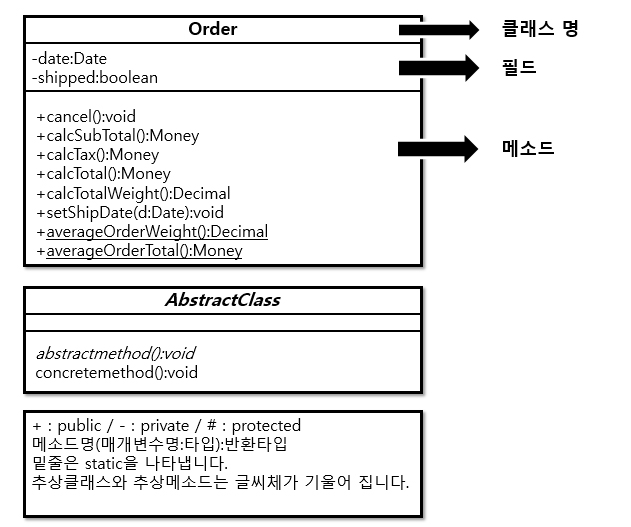 Order
클래스 명
-date:Date
-shipped:boolean
필드
+cancel():void
+calcSubTotal():Money
+calcTax():Money
+calcTotal():Money
+calcTotalWeight():Decimal
+setShipDate(d:Date):void
+averageOrderWeight():Decimal
+averageOrderTotal():Money
메소드
AbstractClass
abstractmethod():void
concretemethod():void
+ : public / - : private / # : protected
메소드명(매개변수명:타입):반환타입
밑줄은 static을 나타냅니다.
추상클래스와 추상메소드는 글씨체가 기울어 집니다.